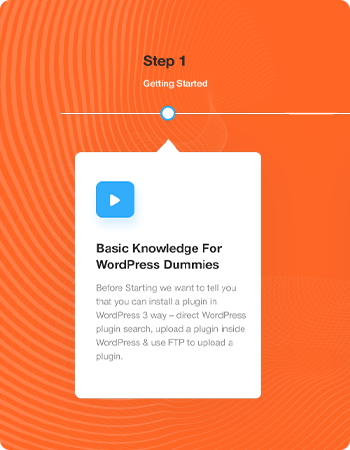 Step 1
Getting Started
Basic Knowledge For
WordPress Dummies
Before Starting we want to tell you
that you can install a plugin in
WordPress 3 way – direct WordPress
plugin search, upload a plugin inside
WordPress & use FTP to upload a
plugin.